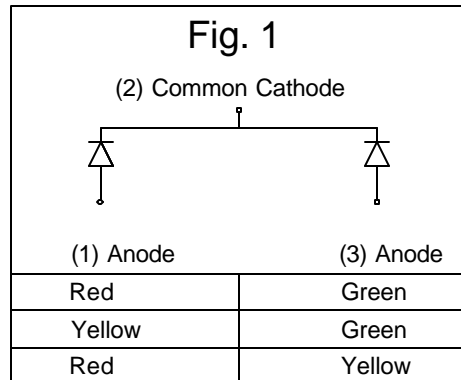 Fig. 1
(2) Common Cathode
(1) Anode (3) Anode
Red Green
Yellow Green
Red Yellow